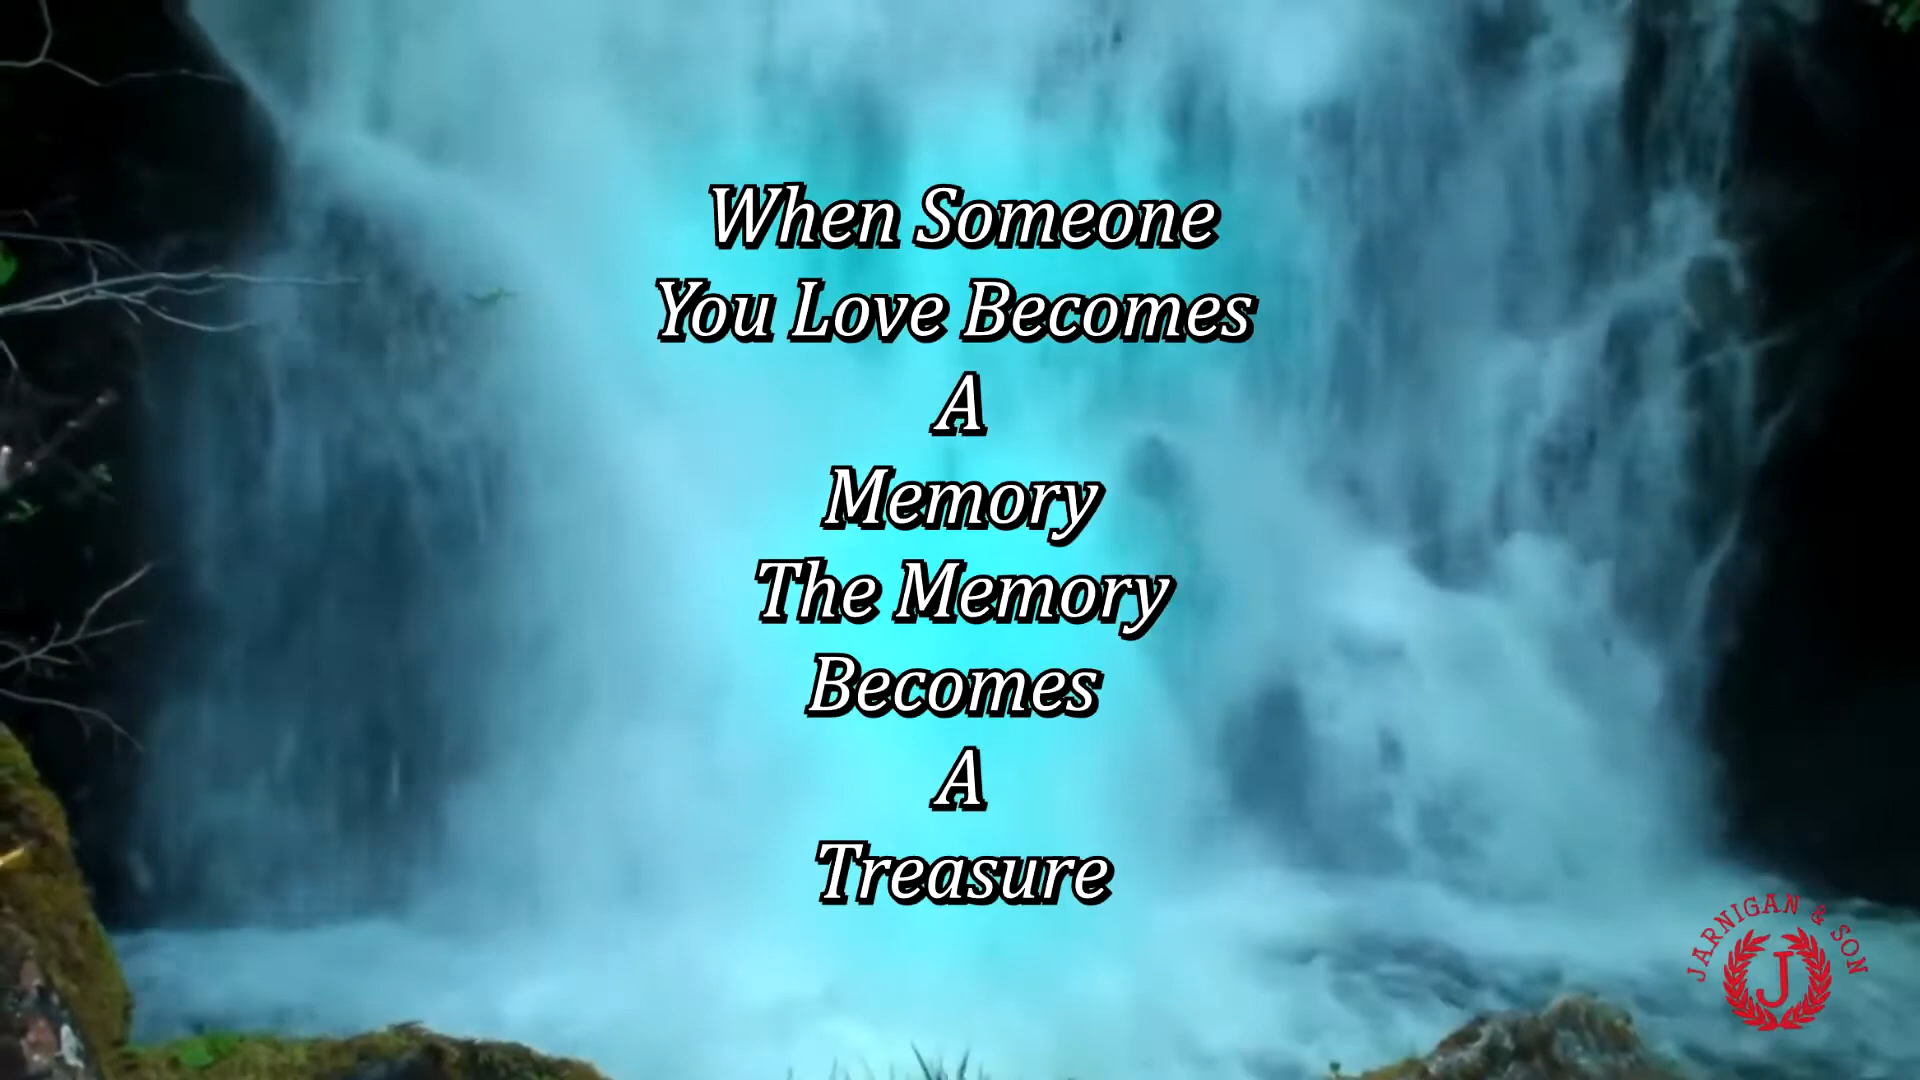 When Someone
You Love Becomes
A
Memory
The Memory
Becomes
A
Treasure
JARNIGAN & SON
J